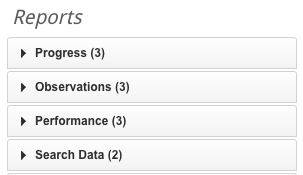 Reports
Progress (3)
Observations (3)
Performance (3)
Search Data (2)